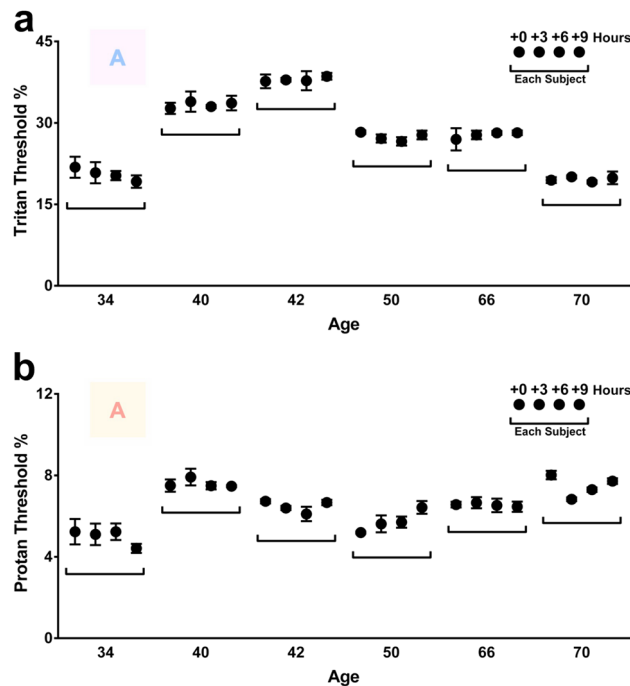 a
45
30
15
0
Tritan Threshold %
A
+0 +3 +6 +9 Hours
Each Subject
34 40 42 50 66 70
Age
b
12
8
4
0
Protan Threshold %
A
+0 +3 +6 +9 Hours
Each Subject
34 40 42 50 66 70
Age